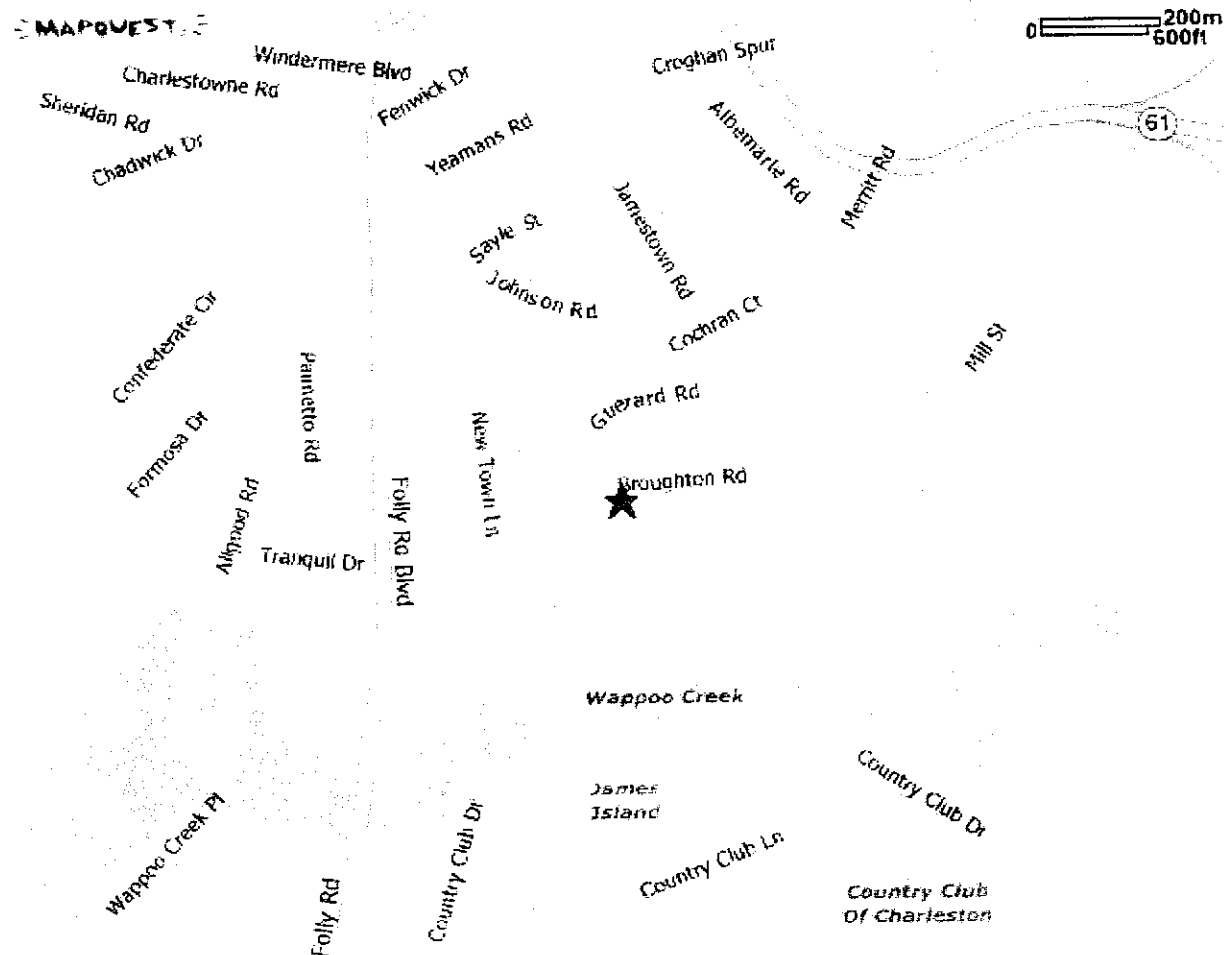 MAPQUEST
0 200m
600ft
Windermere Blvd
Croghan Spur
Charlestowne Rd
Fenwick Dr
Sheridan Rd
Albemarle Rd
61
Chadwick Dr
Yeamans Rd
Merritt Rd
Jamestown Rd
Sayle St
Johnson Rd
Confederate Cir
Cochran Ct
Mill St
Palmetto Rd
Guerard Rd
Formosa Dr
New Town Ln
Broughton Rd
Folly Rd Blvd
Allgood Rd
Tranquil Dr
Wappoo Creek
James
Island
Country Club Dr
Wappoo Creek Pl
Country Club Dr
Country Club Ln
Folly Rd
Country Club
Of Charleston